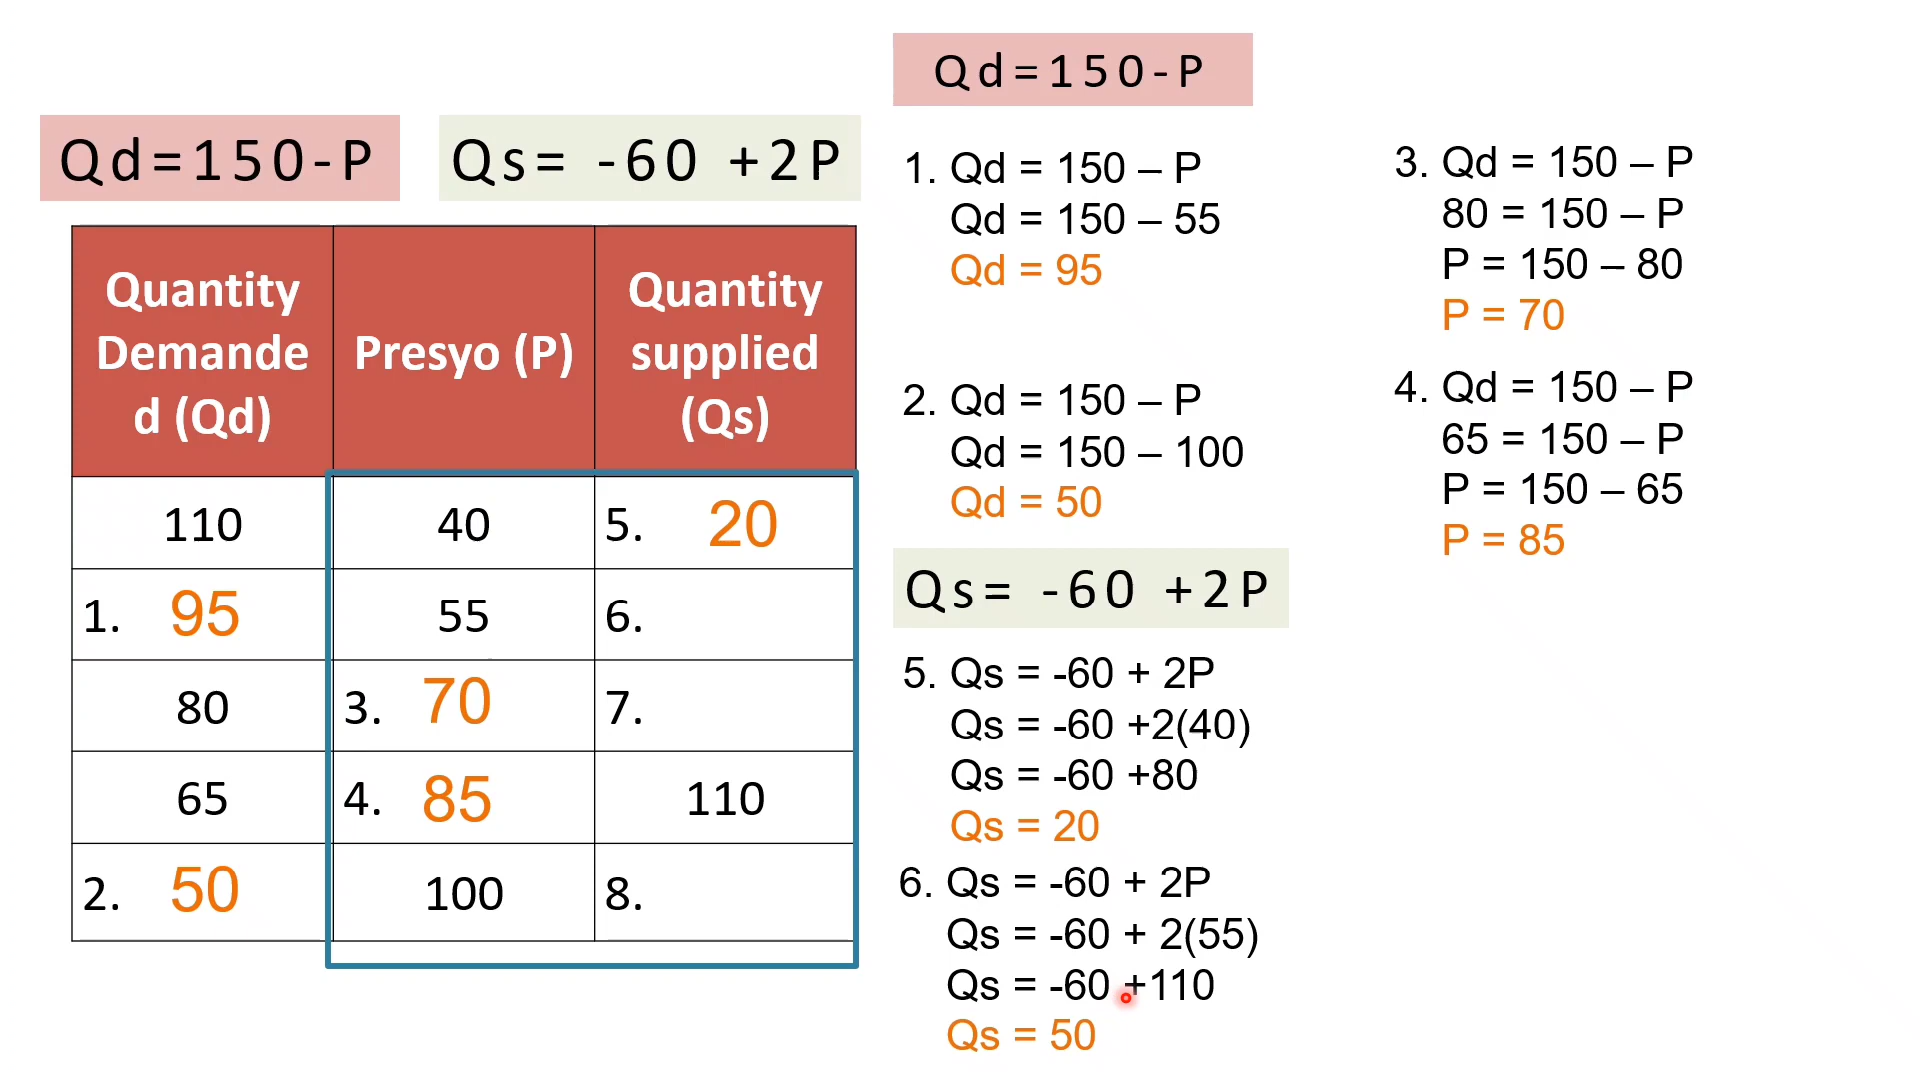 Qd=150-P
Qs= -60 +2P
Quantity
Demande
d (Qd)
Presyo (P)
Quantity
supplied
(Qs)
110
40
5. 20
1. 95
55
6.
80
3. 70
7.
65
4. 85
110
2. 50
100
8.
Qd=150-P
1. Qd = 150 – P
Qd = 150 – 55
Qd = 95
2. Qd = 150 – P
Qd = 150 – 100
Qd = 50
3. Qd = 150 – P
80 = 150 – P
P = 150 – 80
P = 70
4. Qd = 150 – P
65 = 150 – P
P = 150 – 65
P = 85
Qs= -60 +2P
5. Qs = -60 + 2P
Qs = -60 +2(40)
Qs = -60 +80
Qs = 20
6. Qs = -60 + 2P
Qs = -60 + 2(55)
Qs = -60 +110
Qs = 50